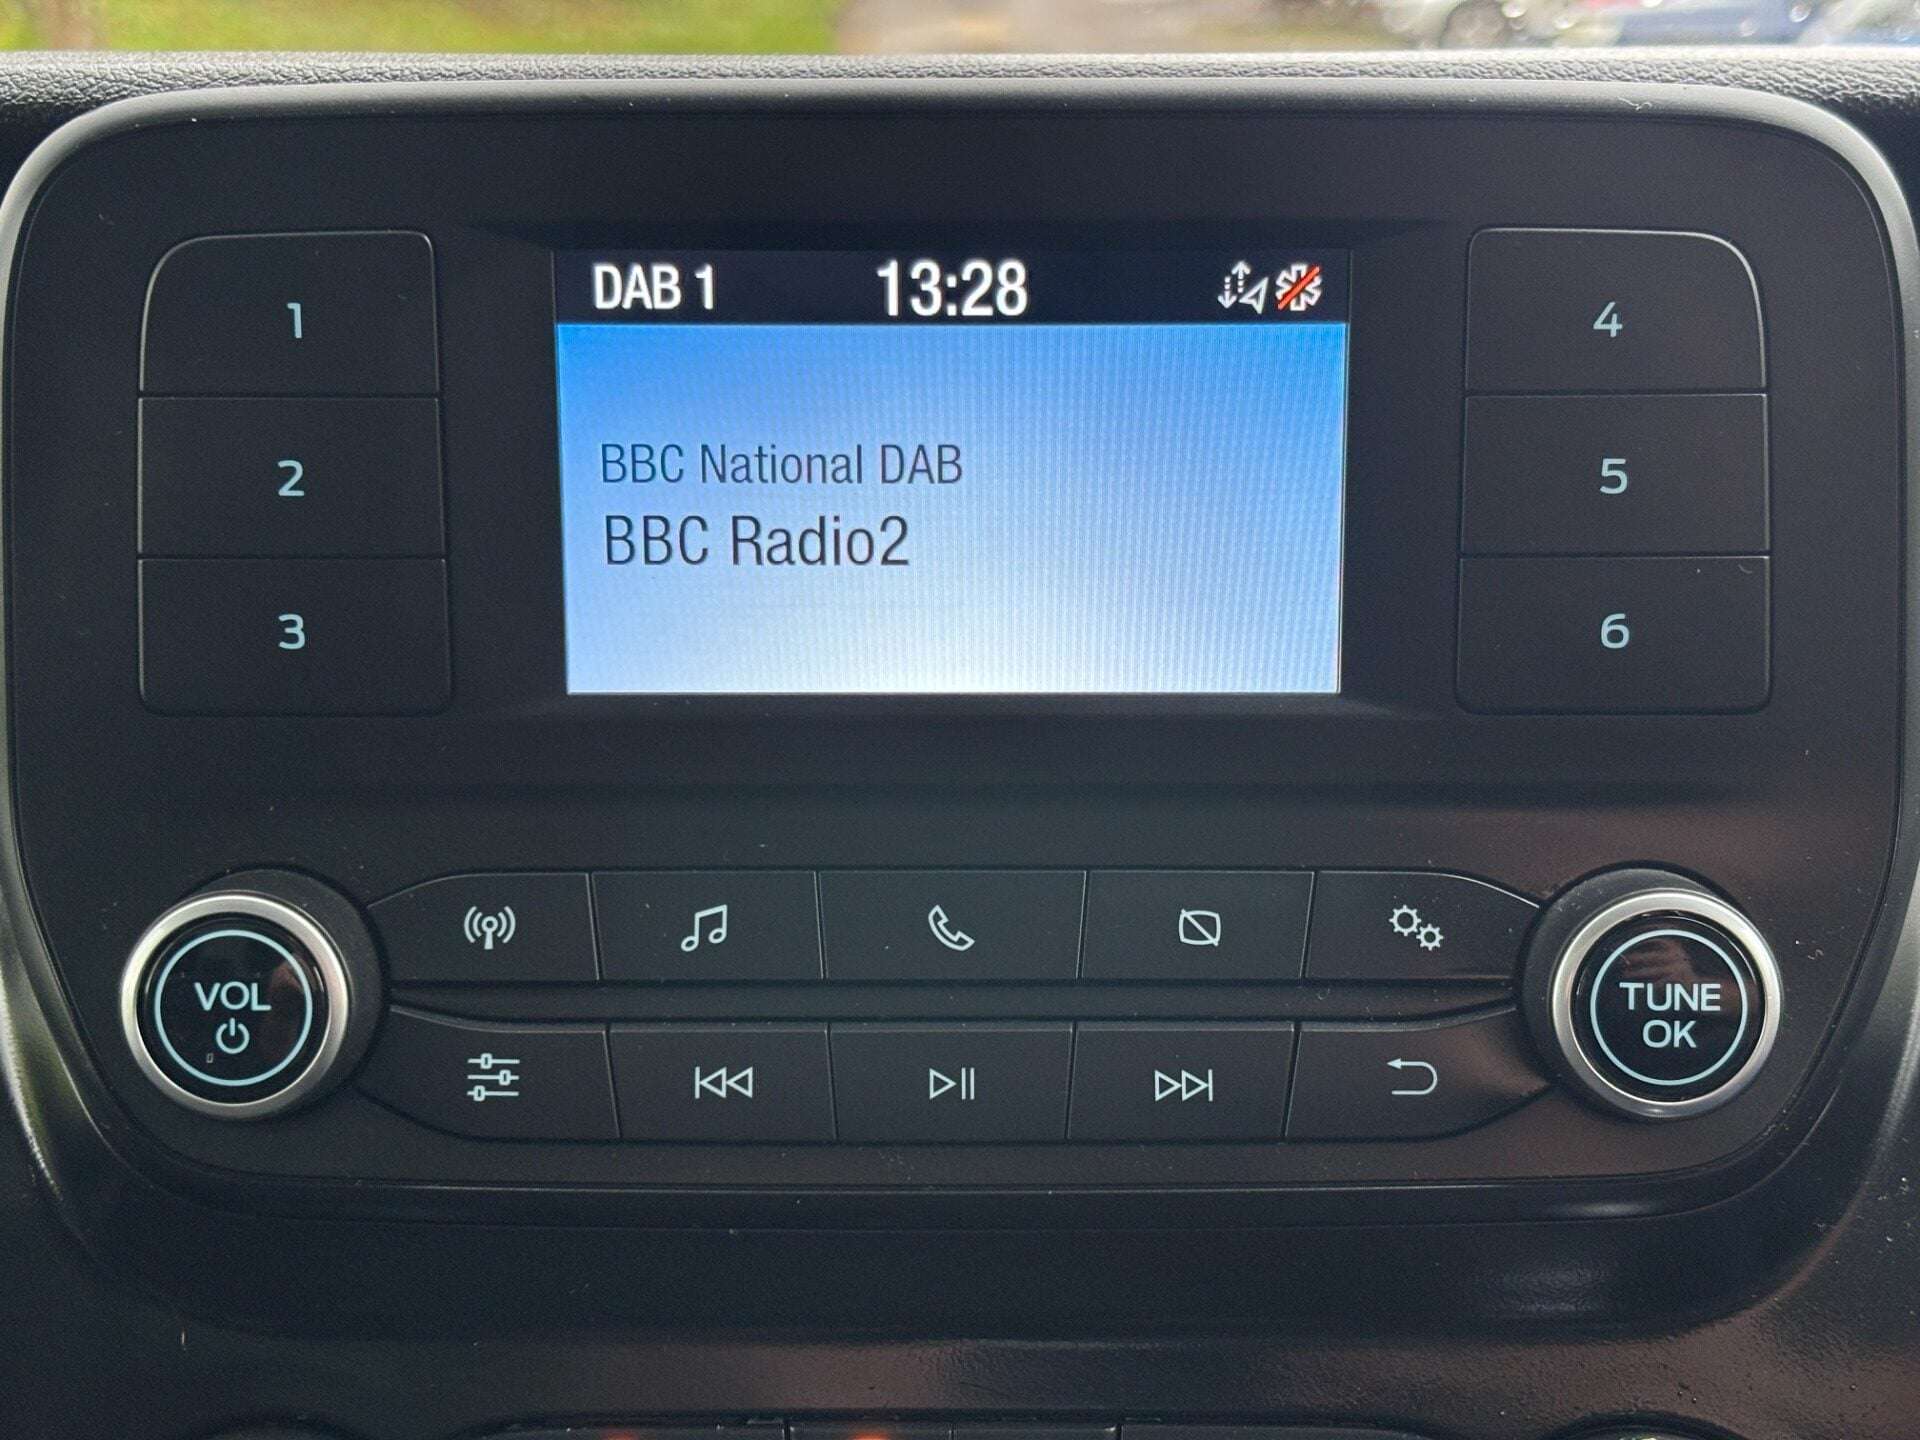 DAB 1 13:28
BBC National DAB
BBC Radio2
1
2
3
4
5
6
VOL
TUNE
OK